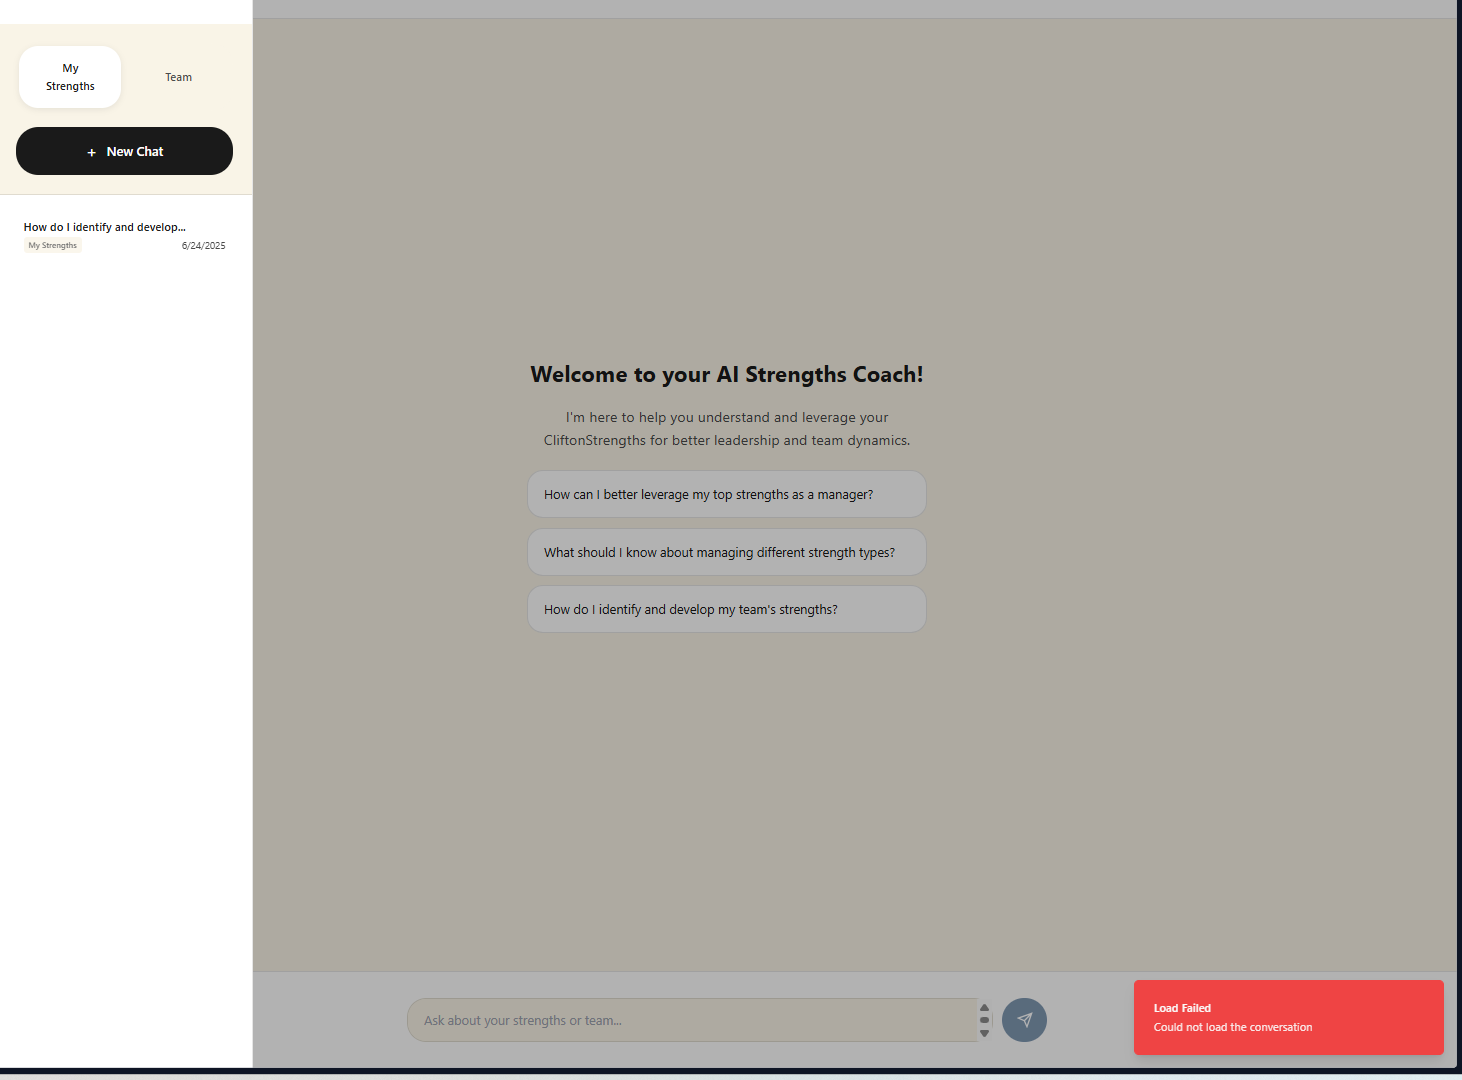 My
Strengths
Team
+ New Chat
How do I identify and develop...
My Strengths
6/24/2025
Welcome to your AI Strengths Coach!
I'm here to help you understand and leverage your
CliftonStrengths for better leadership and team dynamics.
How can I better leverage my top strengths as a manager?
What should I know about managing different strength types?
How do I identify and develop my team's strengths?
Ask about your strengths or team...
Load Failed
Could not load the conversation